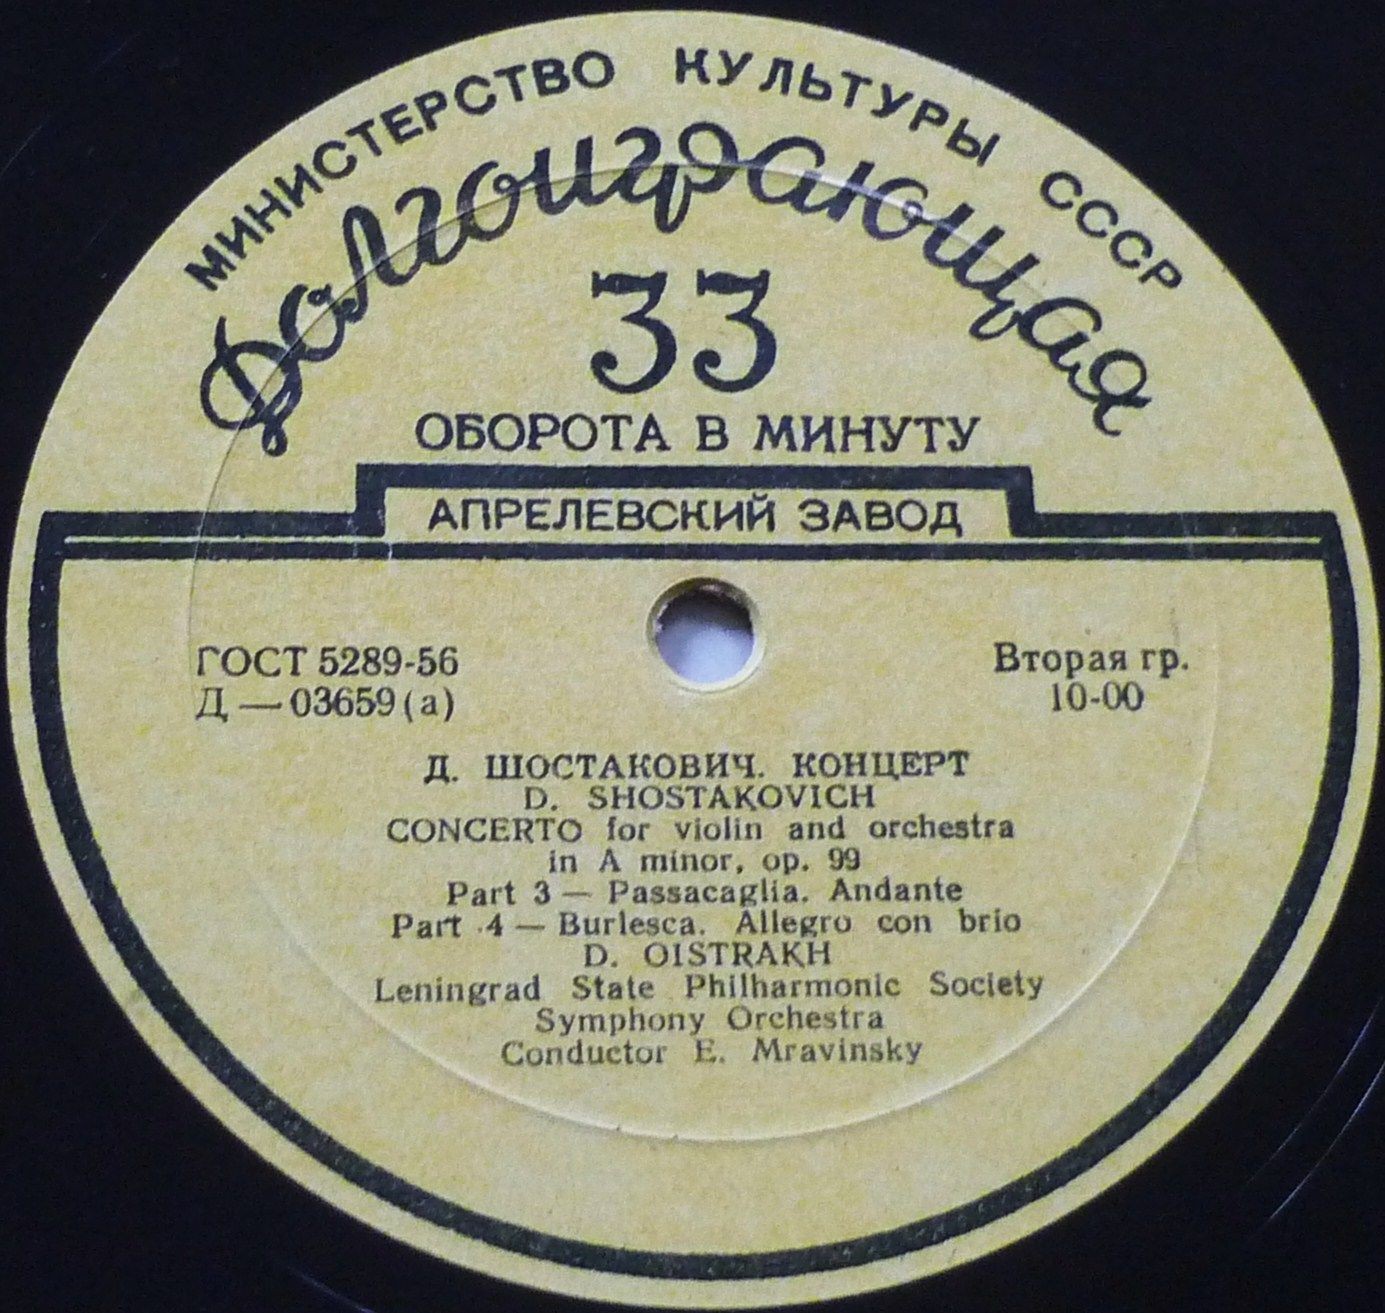 МИНИСТЕРСТВО КУЛЬТУРЫ СССР
Долгоиграющая
33
ОБОРОТА В МИНУТУ
АПРЕЛЕВСКИЙ ЗАВОД
ГОСТ 5289-56
Д — 03659 (а)
Вторая гр.
10-00
Д. ШОСТАКОВИЧ. КОНЦЕРТ
D. SHOSTAKOVICH
CONCERTO for violin and orchestra
in A minor, op. 99
Part 3 — Passacaglia. Andante
Part 4 — Burlesca. Allegro con brio
D. OISTRAKH
Leningrad State Philharmonic Society
Symphony Orchestra
Conductor E. Mravinsky